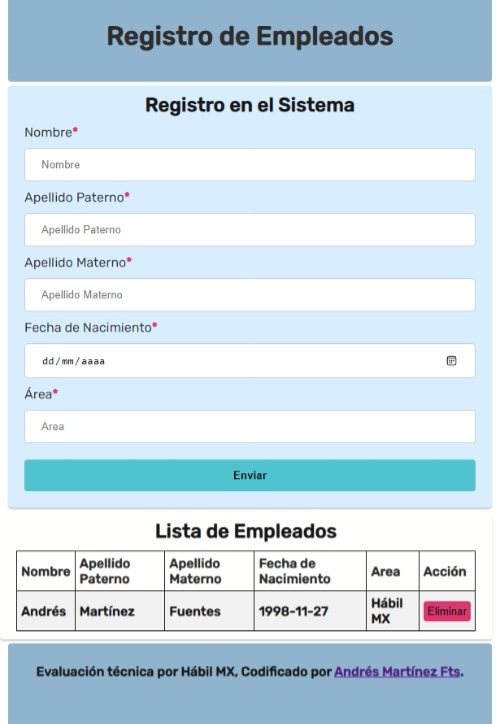 Registro de Empleados
Registro en el Sistema
Nombre*
Nombre
Apellido Paterno*
Apellido Paterno
Apellido Materno*
Apellido Materno
Fecha de Nacimiento*
dd/mm/aaaa
Área*
Área
Enviar
Lista de Empleados
Nombre Apellido Paterno Apellido Materno Fecha de Nacimiento Area Acción
Andrés Martínez Fuentes 1998-11-27 Hábil MX Eliminar
Evaluación técnica por Hábil MX, Codificado por Andrés Martínez Fts.